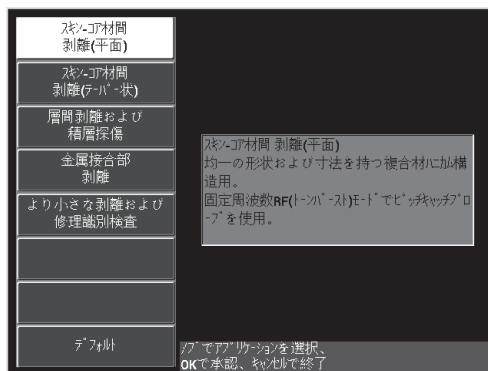 ｽｷﾝ-ｺｱ材間
剥離(平面)
ｽｷﾝ-ｺｱ材間
剥離(ﾃｰﾊﾟｰ状)
層間剥離および
積層探傷
金属接合部
剥離
より小さな剥離および
修理識別検査
デﾌｫﾙﾄ
ｽｷﾝ-ｺｱ材間 剥離(平面)
均一の形状および寸法を持つ複合材ﾊﾆｶﾑ構
造用。
固定周波数RF(ﾄｰﾝﾊﾞｰｽﾄ)ﾓｰﾄﾞでﾋﾟｯﾁｷｬｯﾁﾌﾟﾛ
ｰﾌﾞを使用。
ﾉﾌﾞでｱﾌﾟﾘｹｰｼｮﾝを選択、
OKで承認、ｷｬﾝｾﾙで終了